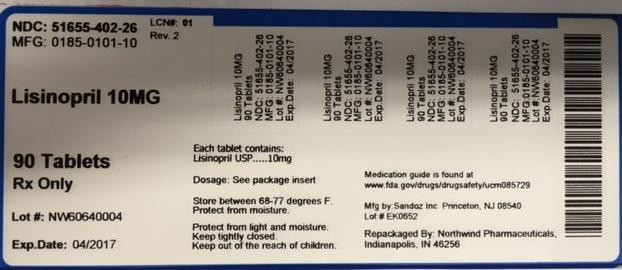 NDC: 51655-402-26
LCN#: 01
MFG: 0185-0101-10
Rev. 2
Lisinopril 10MG
90 Tablets
Rx Only
Lot #: NW60640004
Exp.Date: 04/2017
Lisinopril 10MG
90 Tablets
NDC: 51655-402-26
MFG:0185-0101-10
Lot #:NW60640004
Exp.Date: 04/2017
Lisinopril 10MG
90 Tablets
NDC: 51655-402-26
MFG:0185-0101-10
Lot #:NW60640004
Exp.Date: 04/2017
Lisinopril 10MG
90 Tablets
NDC: 51655-402-26
MFG:0185-0101-10
Lot #:NW60640004
Exp.Date: 04/2017
Lisinopril 10MG
90 Tablets
NDC: 51655-402-26
MFG:0185-0101-10
Lot #:NW60640004
Exp.Date: 04/2017
Each tablet contains:
Lisinopril USP.....10mg
Dosage: See package insert
Store between 68-77 degrees F.
Protect from moisture.
Protect from light and moisture.
Keep tightly closed.
Keep out of the reach of children.
Medication guide is found at
www.fda.gov/drugs/drugsafety/ucm085729
Mfg by:Sandoz Inc. Princeton, NJ 08540
Lot # EK0652
Repackaged By: Northwind Pharmaceuticals,
Indianapolis, IN 46256